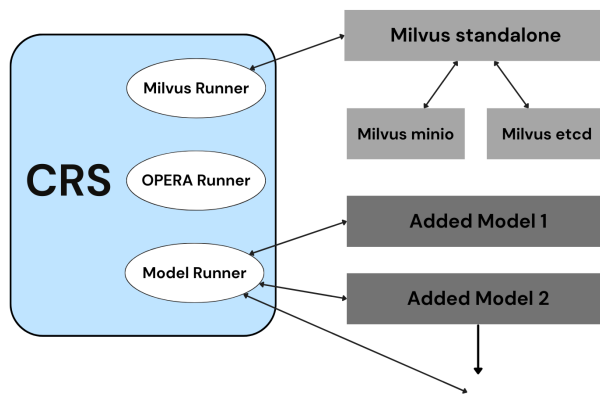 CRS
Milvus Runner
OPERA Runner
Model Runner
Milvus standalone
Milvus minio
Milvus etcd
Added Model 1
Added Model 2